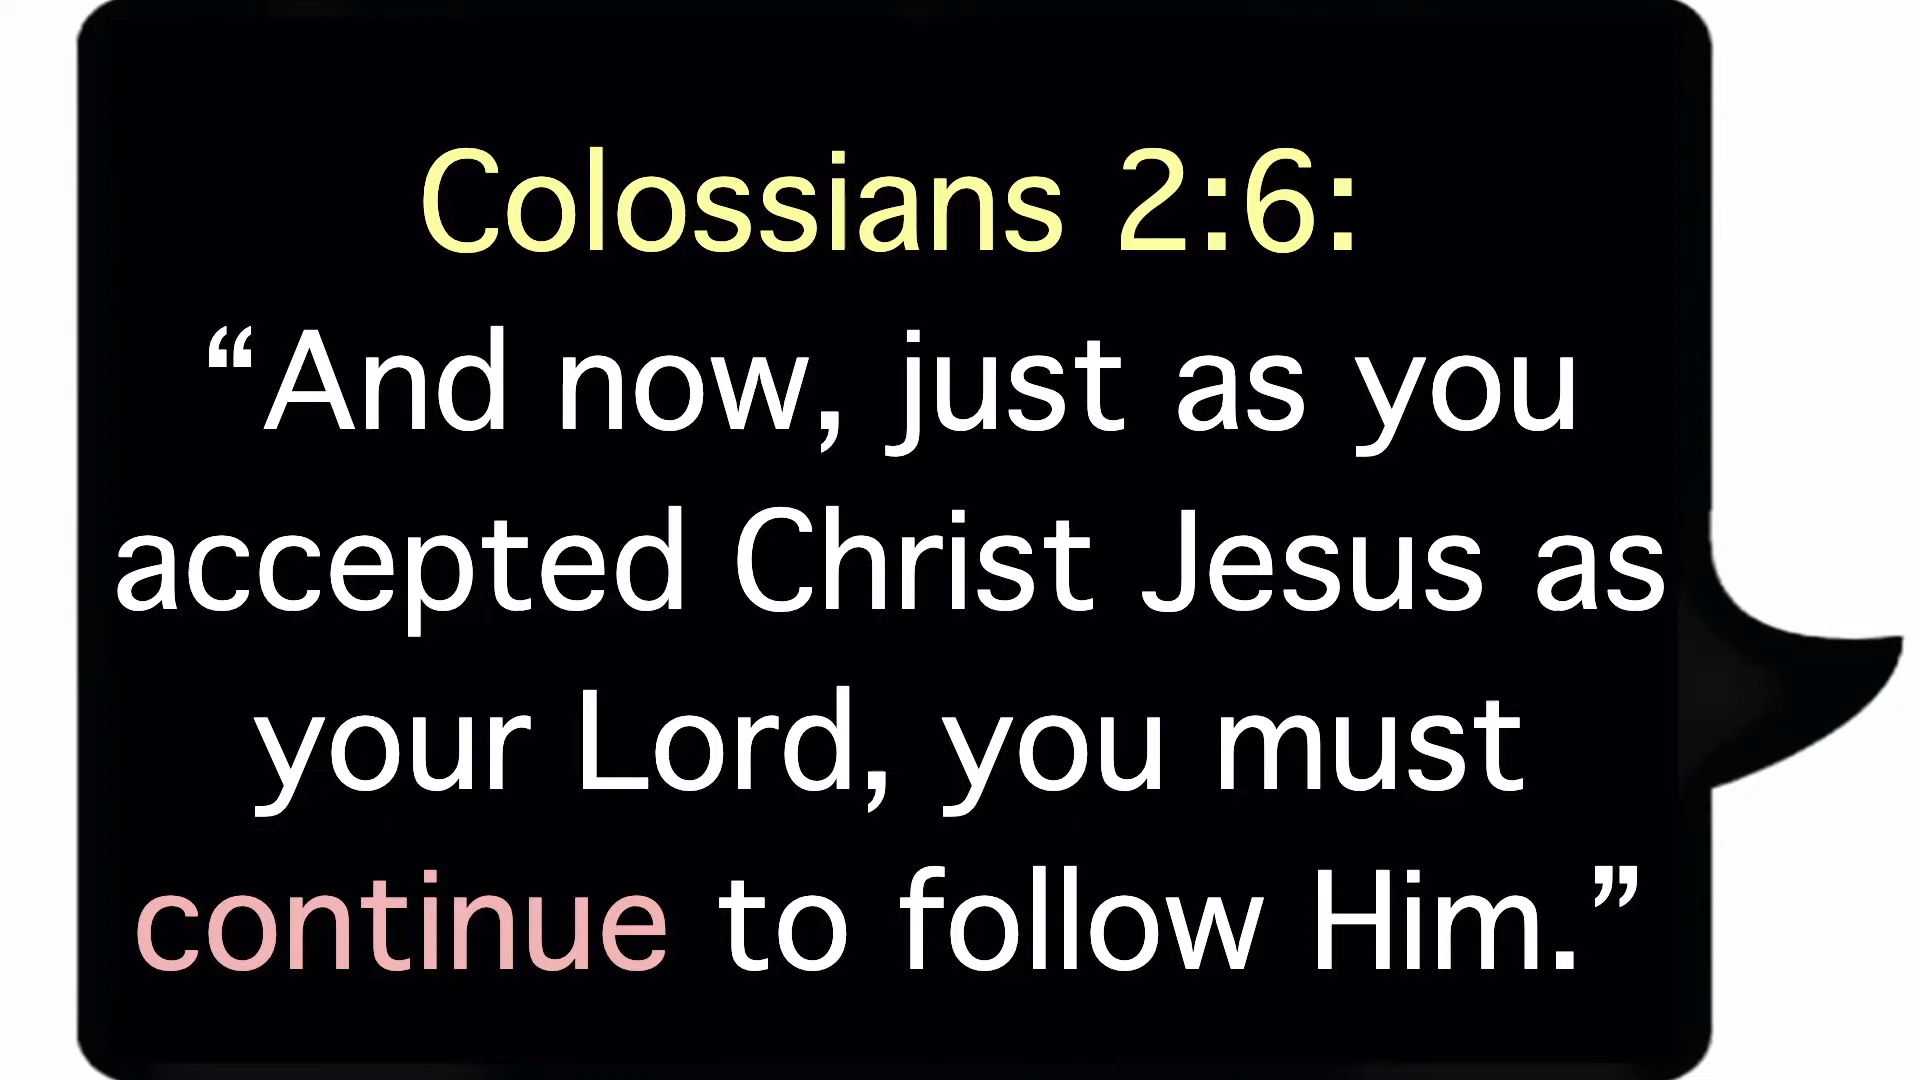 Colossians 2:6:
“And now, just as you
accepted Christ Jesus as
your Lord, you must
continue to follow Him.”